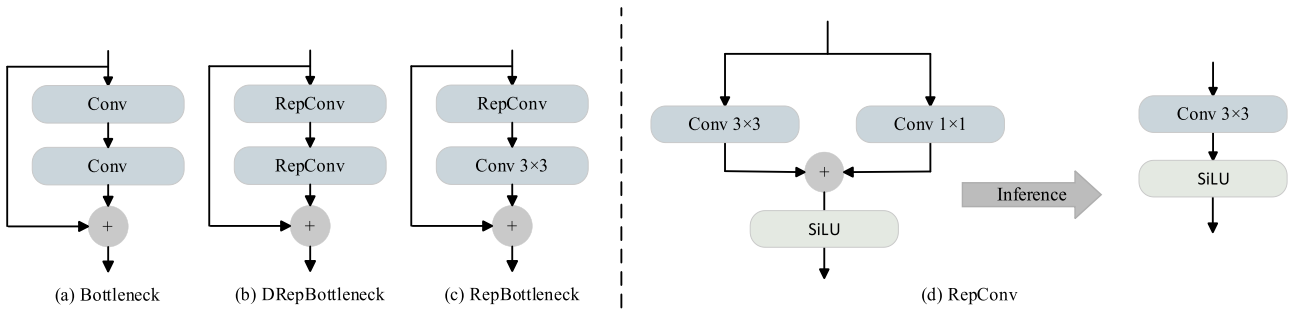 Conv
Conv
+
(a) Bottleneck
RepConv
RepConv
+
(b) DRepBottleneck
RepConv
Conv 3×3
+
(c) RepBottleneck
Conv 3×3
Conv 1×1
+
SiLU
Inference
Conv 3×3
SiLU
(d) RepConv